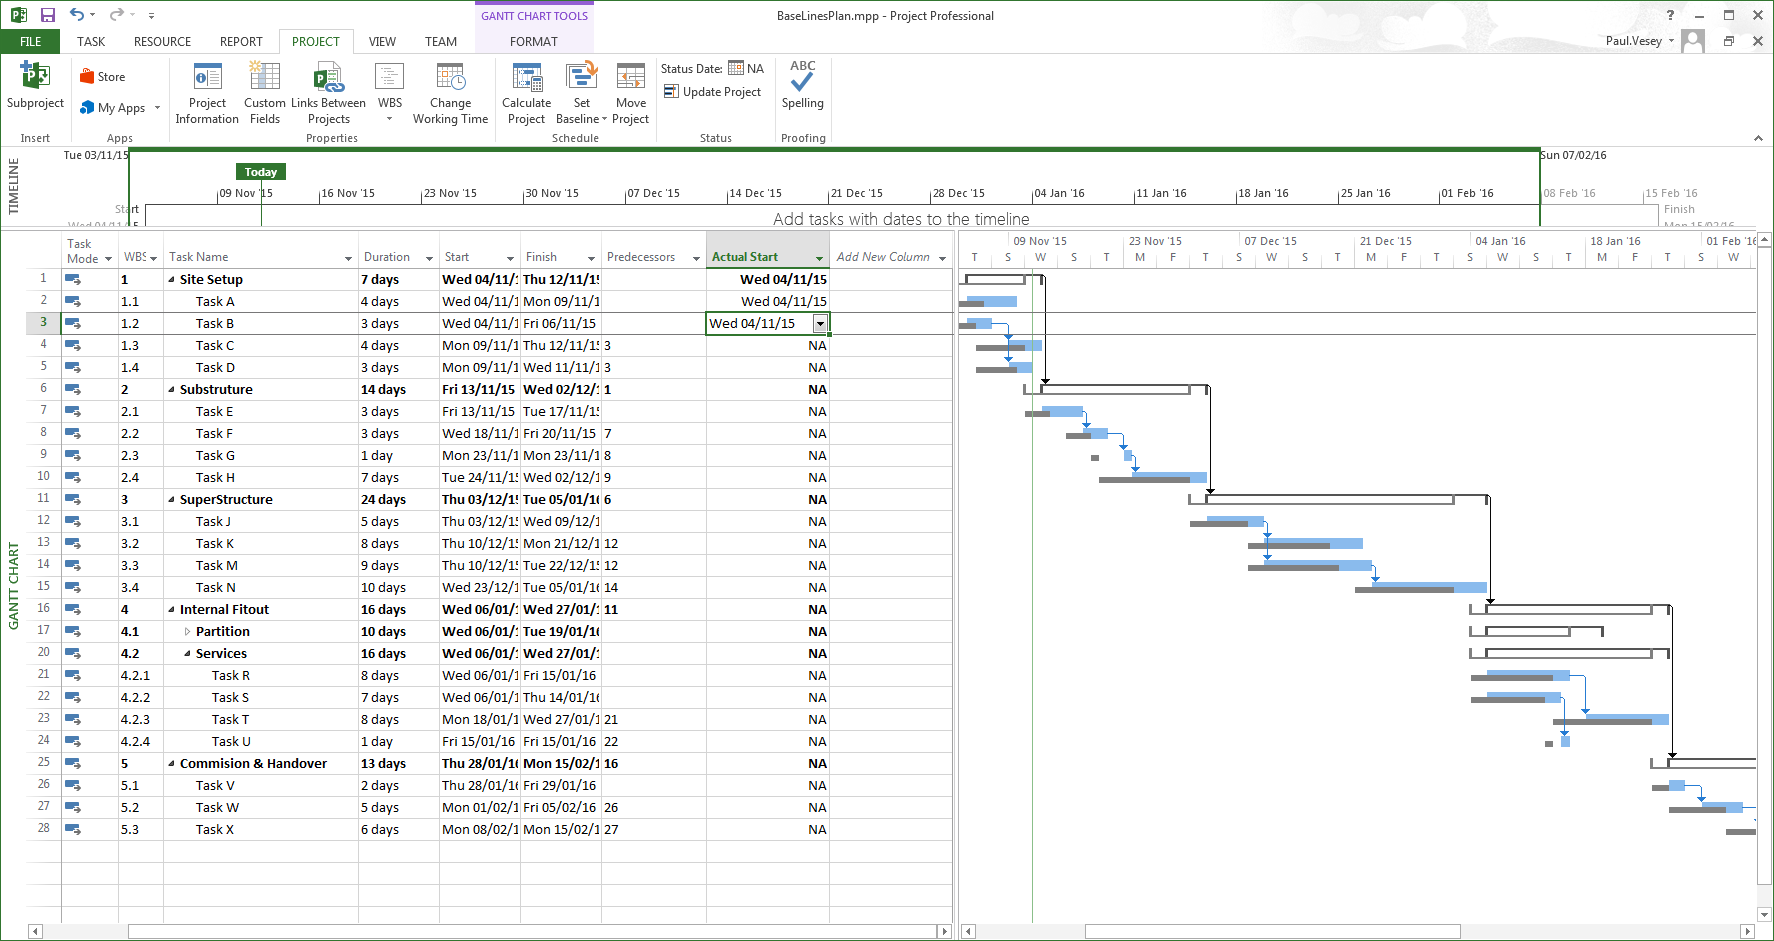 GANTT CHART TOOLS
BaseLinesPlan.mpp - Project Professional
?
FILE TASK RESOURCE REPORT PROJECT VIEW TEAM FORMAT
Paul.Vesey
Subproject
Store
My Apps
Project Information
Custom Fields
Links Between Projects
WBS
Change Working Time
Calculate Project
Set Baseline
Move Project
Status Date: NA
Update Project
ABC
Spelling
Insert Apps Properties Schedule Status Proofing
TIMELINE
Tue 03/11/15
Sun 07/02/16
Today
09 Nov '15 16 Nov '15 23 Nov '15 30 Nov '15 07 Dec '15 14 Dec '15 21 Dec '15 28 Dec '15 04 Jan '16 11 Jan '16 18 Jan '16 25 Jan '16 01 Feb '16 08 Feb '16 15 Feb '16
Start
Add tasks with dates to the timeline
Finish
Wed 04/11/15
Mon 15/02/16
GANTT CHART
Task Mode WBS Task Name Duration Start Finish Predecessors Actual Start Add New Column
09 Nov '15 23 Nov '15 07 Dec '15 21 Dec '15 04 Jan '16 18 Jan '16 01 Feb '16
T S W S T M F T S W S T M F T S W S T M F T S W
1 1 Site Setup 7 days Wed 04/11/1 Thu 12/11/15 Wed 04/11/15
2 1.1 Task A 4 days Wed 04/11/1 Mon 09/11/1 Wed 04/11/15
3 1.2 Task B 3 days Wed 04/11/1 Fri 06/11/15 Wed 04/11/15
4 1.3 Task C 4 days Mon 09/11/1 Thu 12/11/15 3 NA
5 1.4 Task D 3 days Mon 09/11/1 Wed 11/11/1 3 NA
6 2 Substruture 14 days Fri 13/11/15 Wed 02/12/1 1 NA
7 2.1 Task E 3 days Fri 13/11/15 Tue 17/11/15 NA
8 2.2 Task F 3 days Wed 18/11/1 Fri 20/11/15 7 NA
9 2.3 Task G 1 day Mon 23/11/1 Mon 23/11/1 8 NA
10 2.4 Task H 7 days Tue 24/11/15 Wed 02/12/1 9 NA
11 3 SuperStructure 24 days Thu 03/12/15 Tue 05/01/16 6 NA
12 3.1 Task J 5 days Thu 03/12/15 Wed 09/12/1 NA
13 3.2 Task K 8 days Thu 10/12/15 Mon 21/12/1 12 NA
14 3.3 Task M 9 days Thu 10/12/15 Tue 22/12/15 12 NA
15 3.4 Task N 10 days Wed 23/12/1 Tue 05/01/16 14 NA
16 4 Internal Fitout 16 days Wed 06/01/1 Wed 27/01/1 11 NA
17 4.1 Partition 10 days Wed 06/01/1 Tue 19/01/16 NA
20 4.2 Services 16 days Wed 06/01/1 Wed 27/01/1 NA
21 4.2.1 Task R 8 days Wed 06/01/1 Fri 15/01/16 NA
22 4.2.2 Task S 7 days Wed 06/01/1 Thu 14/01/16 NA
23 4.2.3 Task T 8 days Mon 18/01/1 Wed 27/01/1 21 NA
24 4.2.4 Task U 1 day Fri 15/01/16 Fri 15/01/16 22 NA
25 5 Commision & Handover 13 days Thu 28/01/16 Mon 15/02/1 16 NA
26 5.1 Task V 2 days Thu 28/01/16 Fri 29/01/16 NA
27 5.2 Task W 5 days Mon 01/02/1 Fri 05/02/16 26 NA
28 5.3 Task X 6 days Mon 08/02/1 Mon 15/02/1 27 NA